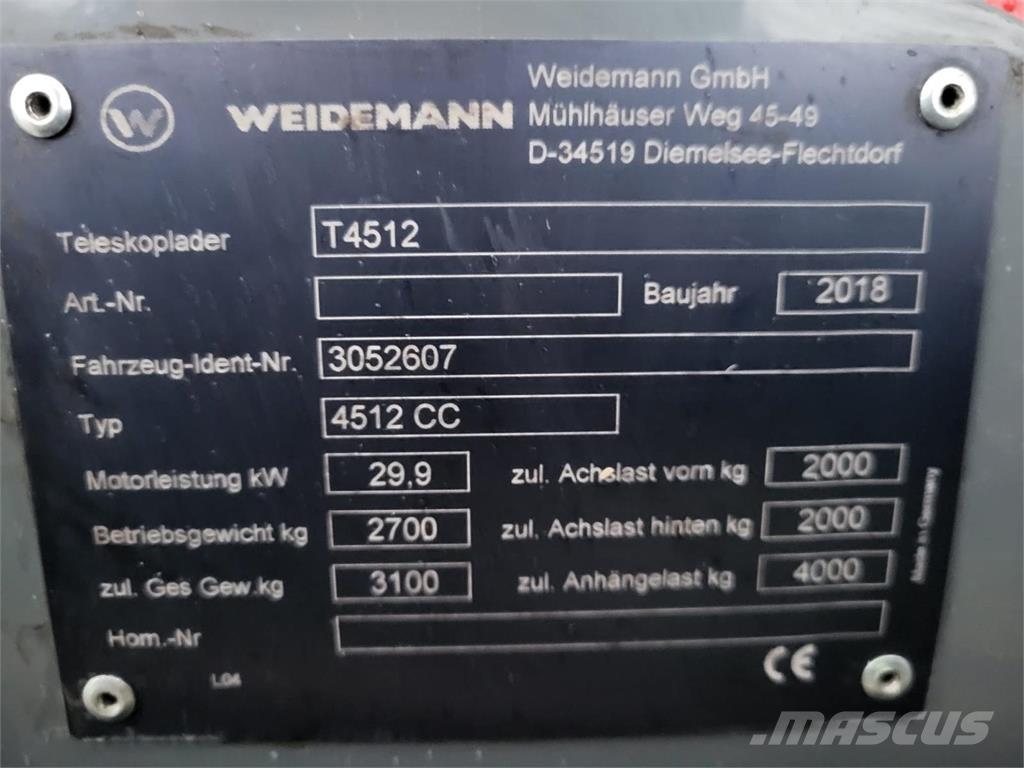 W WEIDEMANN
Weidemann GmbH
Mühlhäuser Weg 45-49
D-34519 Diemelsee-Flechtdorf
Teleskoplader T4512
Art.-Nr. Baujahr 2018
Fahrzeug-Ident-Nr. 3052607
Typ 4512 CC
Motorleistung kW 29,9 zul. Achslast vorn kg 2000
Betriebsgewicht kg 2700 zul. Achslast hinten kg 2000
zul. Ges Gew.kg 3100 zul. Anhängelast kg 4000
Hom.-Nr
Made in Germany
L04
CE
MASCUS